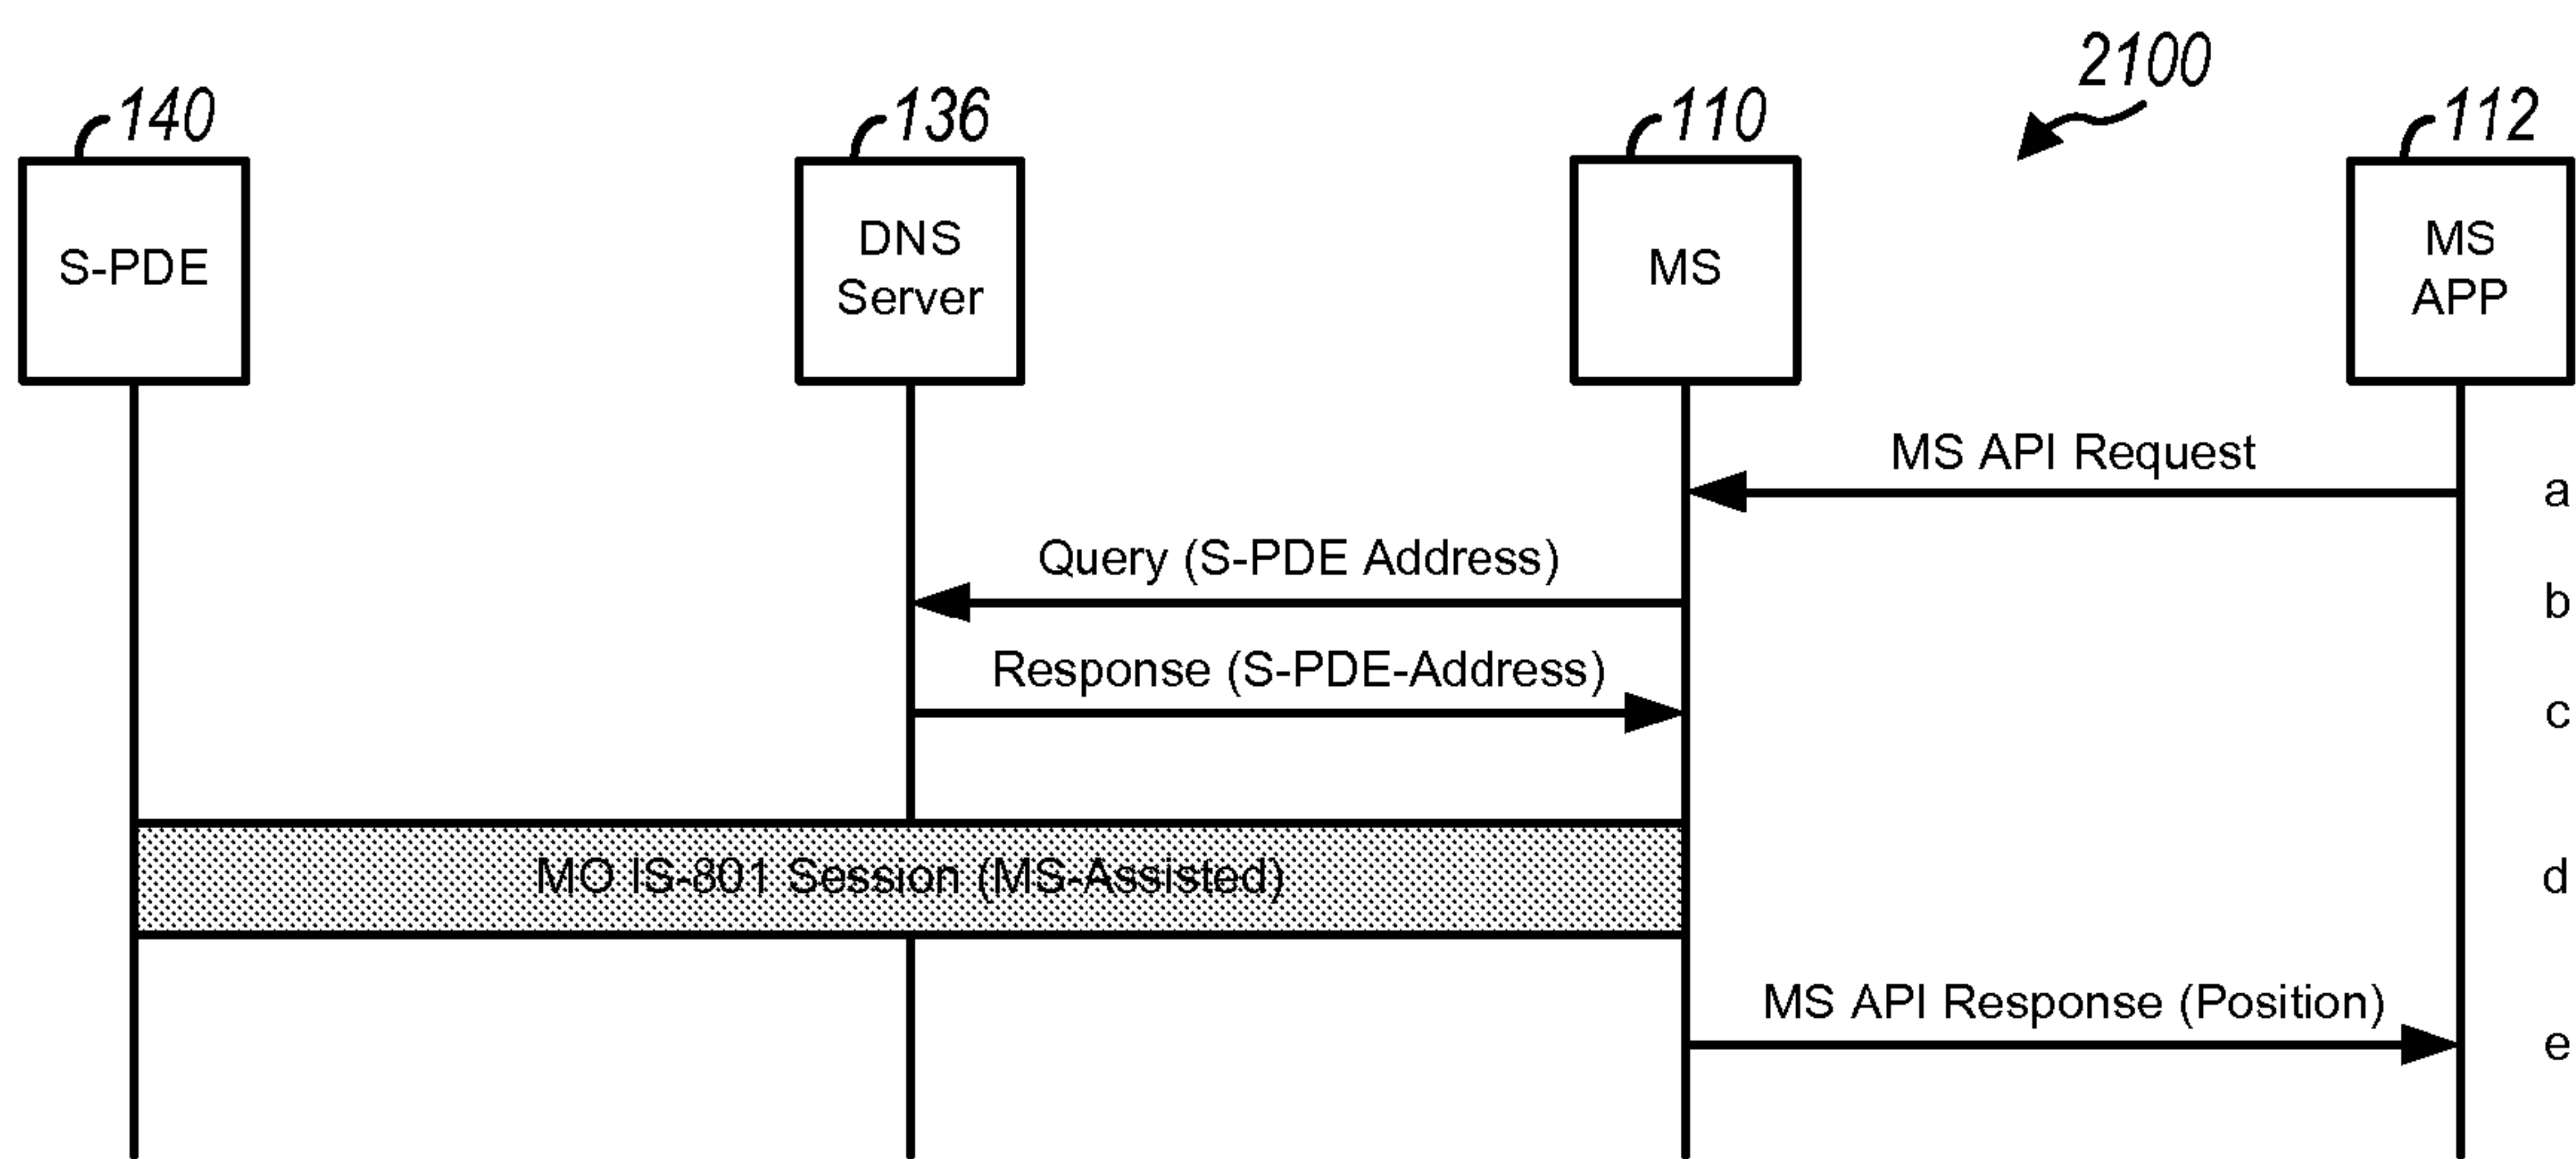 2100
140
136
110
112
S-PDE
DNS
Server
MS
MS
APP
MS API Request
a
Query (S-PDE Address)
b
Response (S-PDE-Address)
c
MO IS-801 Session (MS-Assisted)
d
MS API Response (Position)
e